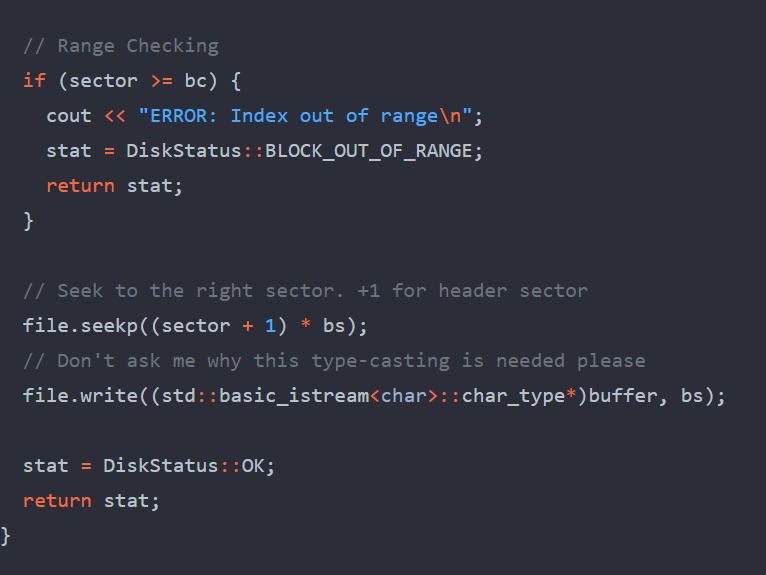 // Range Checking
if (sector >= bc) {
cout << "ERROR: Index out of range\n";
stat = DiskStatus::BLOCK_OUT_OF_RANGE;
return stat;
}
// Seek to the right sector. +1 for header sector
file.seekp((sector + 1) * bs);
// Don't ask me why this type-casting is needed please
file.write((std::basic_istream<char>::char_type*)buffer, bs);
stat = DiskStatus::OK;
return stat;
}